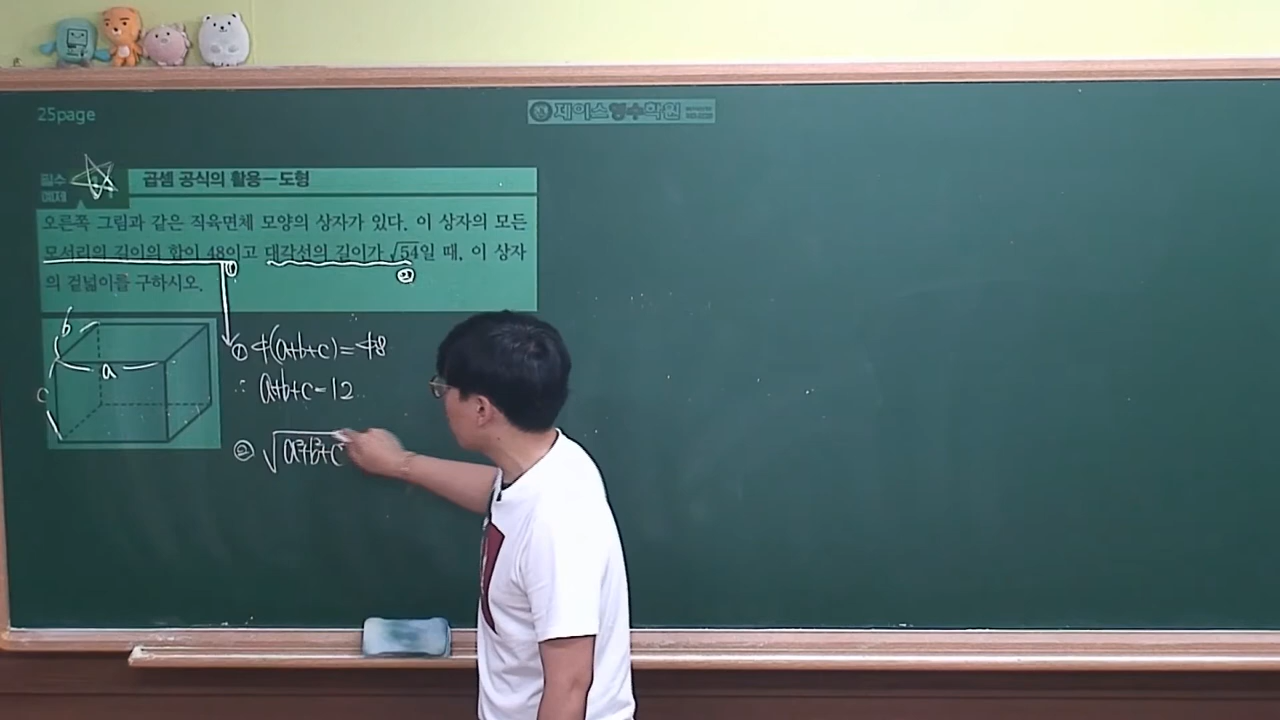 25page
제이스영수학원
필수
예제
곱셈 공식의 활용-도형
오른쪽 그림과 같은 직육면체 모양의 상자가 있다. 이 상자의 모든
모서리의 길이의 합이 48이고 대각선의 길이가 √54일 때, 이 상자
의 겉넓이를 구하시오.
①
②
b
a
c
① 4(a+b+c)=48
∴ a+b+c=12
② √a²+b²+c²